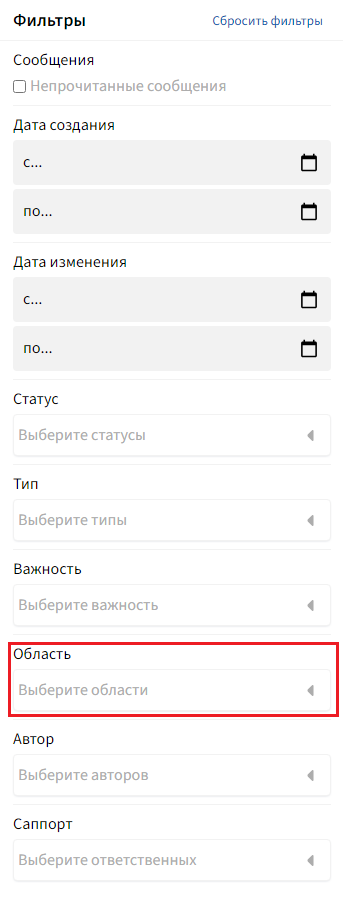 Фильтры Сбросить фильтры
Сообщения
Непрочитанные сообщения
Дата создания
с...
по...
Дата изменения
с...
по...
Статус
Выберите статусы
Тип
Выберите типы
Важность
Выберите важность
Область
Выберите области
Автор
Выберите авторов
Саппорт
Выберите ответственных